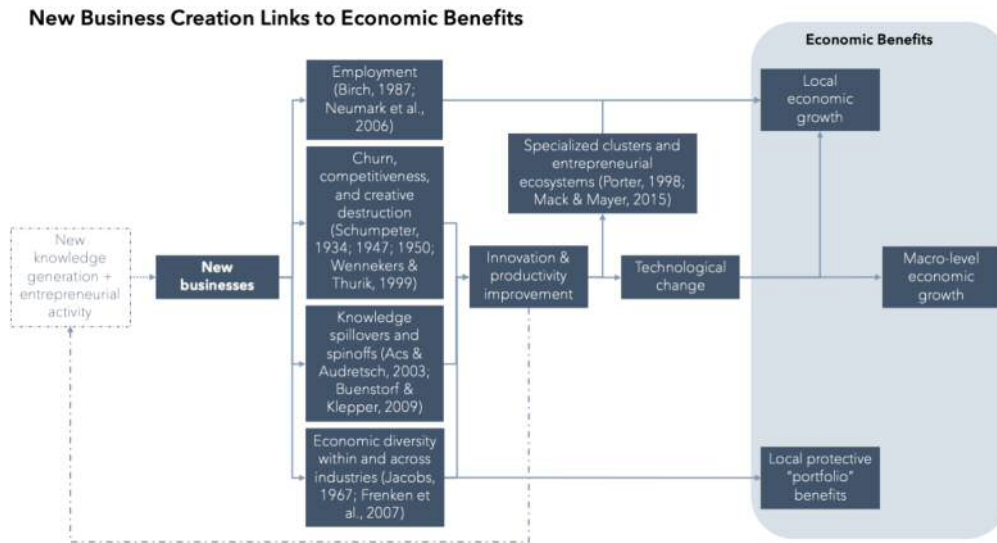 New Business Creation Links to Economic Benefits
Economic Benefits
Employment
(Birch, 1987;
Neumark et al.,
2006)
Local
economic
growth
Churn,
competitiveness,
and creative
destruction
(Schumpeter,
1934; 1947; 1950;
Wennekers &
Thurik, 1999)
Specialized clusters and
entrepreneurial
ecosystems (Porter, 1998;
Mack & Mayer, 2015)
New
knowledge
generation +
entrepreneurial
activity
New
businesses
Innovation &
productivity
improvement
Technological
change
Macro-level
economic
growth
Knowledge
spillovers and
spinoffs (Acs &
Audretsch, 2003;
Buenstorf &
Klepper, 2009)
Economic diversity
within and across
industries (Jacobs,
1967; Frenken et
al., 2007)
Local protective
"portfolio"
benefits